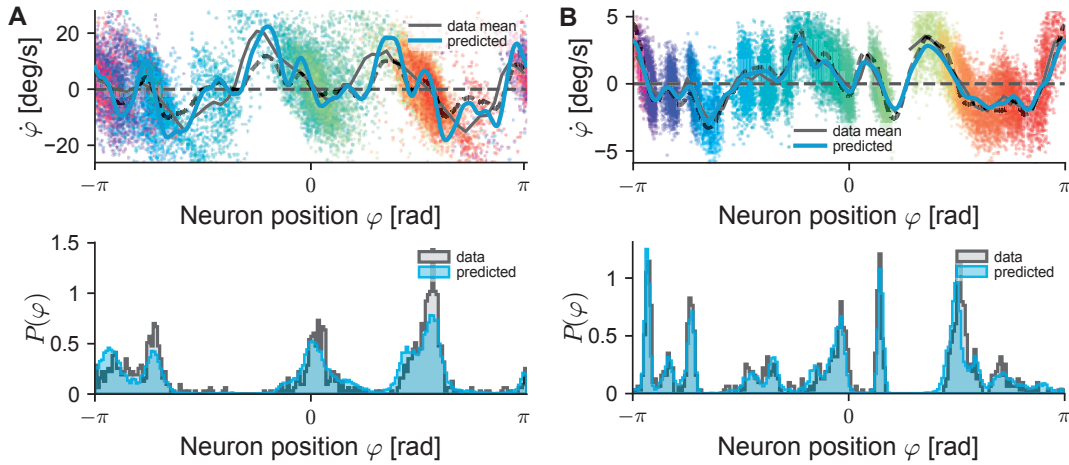 A
20
0
−20
φ̇ [deg/s]
data mean
predicted
−π
0
π
Neuron position φ [rad]
1.5
1
0.5
0
P(φ)
data
predicted
−π
0
π
Neuron position φ [rad]
B
5
0
−5
φ̇ [deg/s]
data mean
predicted
−π
0
π
Neuron position φ [rad]
1
0.5
0
P(φ)
data
predicted
−π
0
π
Neuron position φ [rad]